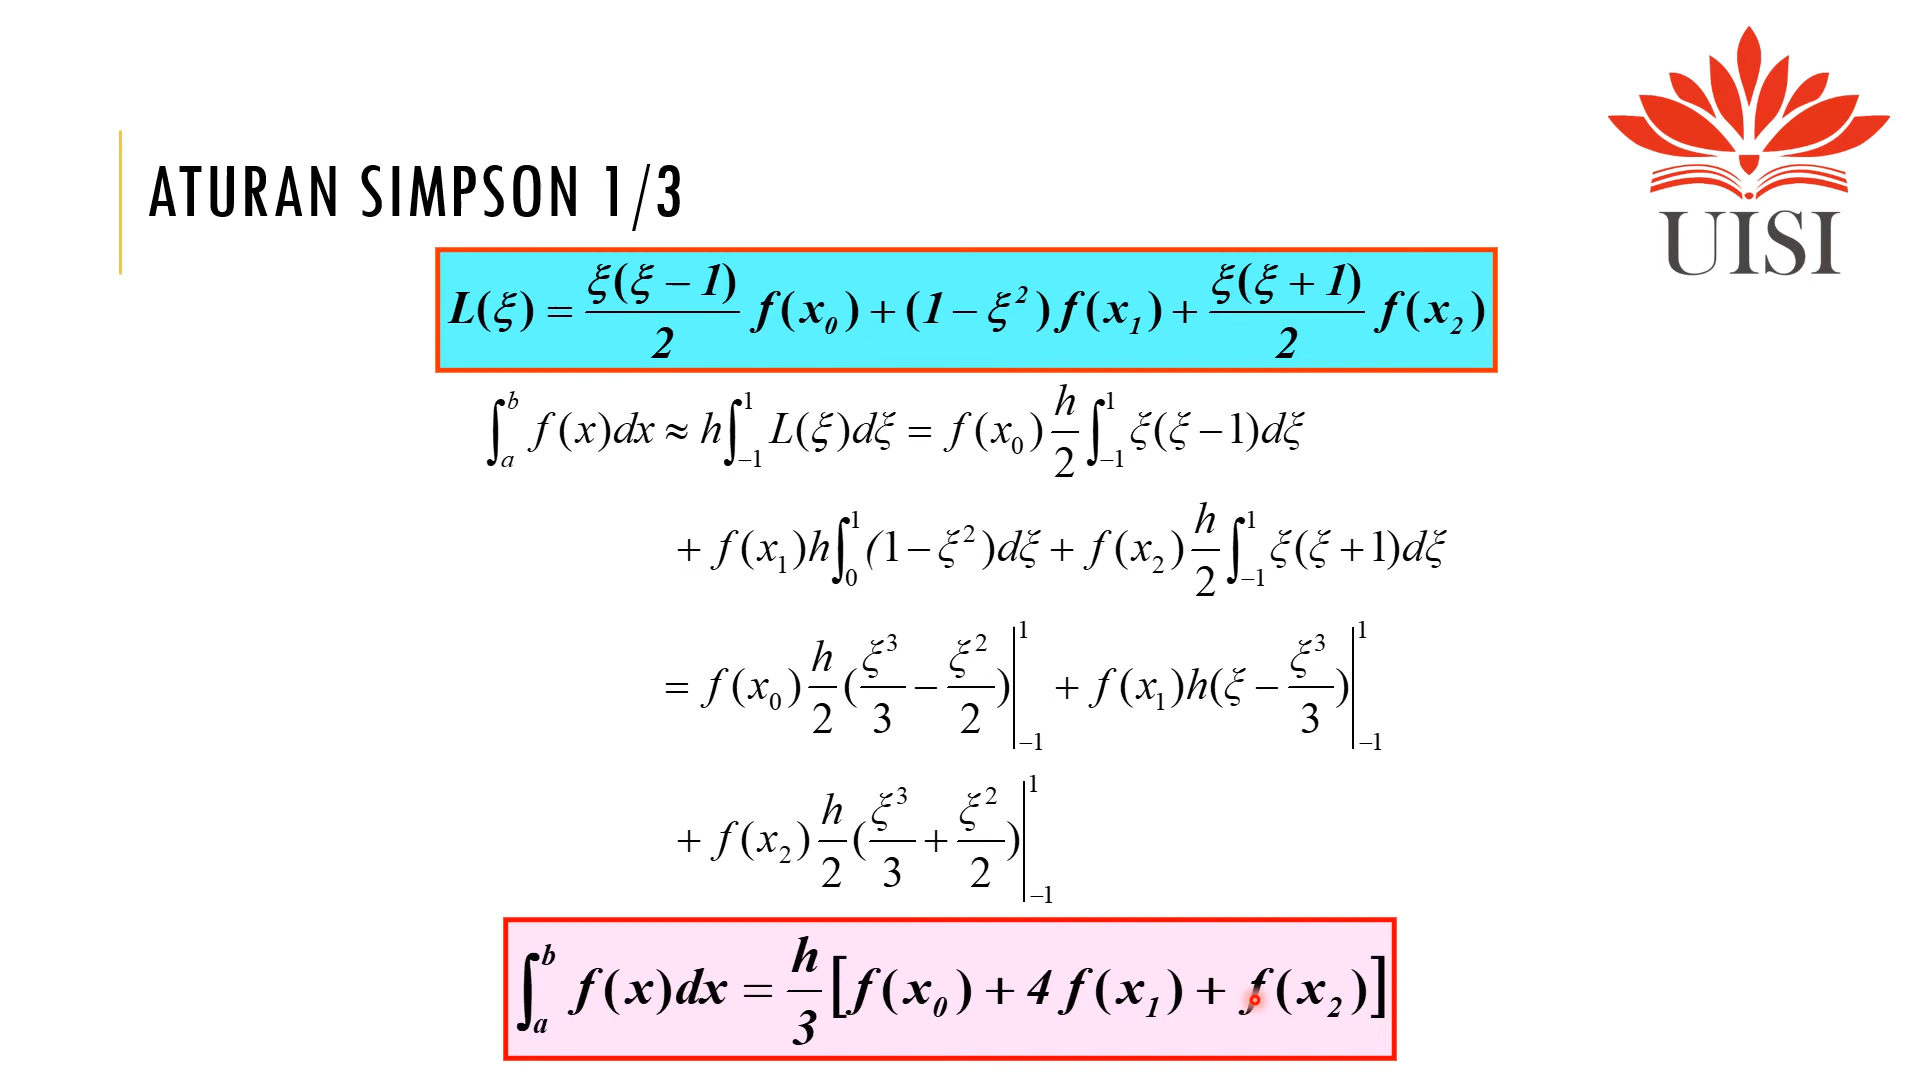 UISI
ATURAN SIMPSON 1/3
L(ξ) = ξ(ξ − 1)/2 f(x₀) + (1 − ξ²) f(x₁) + ξ(ξ + 1)/2 f(x₂)
∫ₐᵇ f(x)dx ≈ h∫₋₁¹ L(ξ)dξ = f(x₀) h/2 ∫₋₁¹ ξ(ξ − 1)dξ
+ f(x₁)h∫₀¹ (1 − ξ²)dξ + f(x₂) h/2 ∫₋₁¹ ξ(ξ + 1)dξ
= f(x₀) h/2 (ξ³/3 − ξ²/2)|₋₁¹ + f(x₁)h(ξ − ξ³/3)|₋₁¹
+ f(x₂) h/2 (ξ³/3 + ξ²/2)|₋₁¹
∫ₐᵇ f(x)dx = h/3 [f(x₀) + 4f(x₁) + f(x₂)]